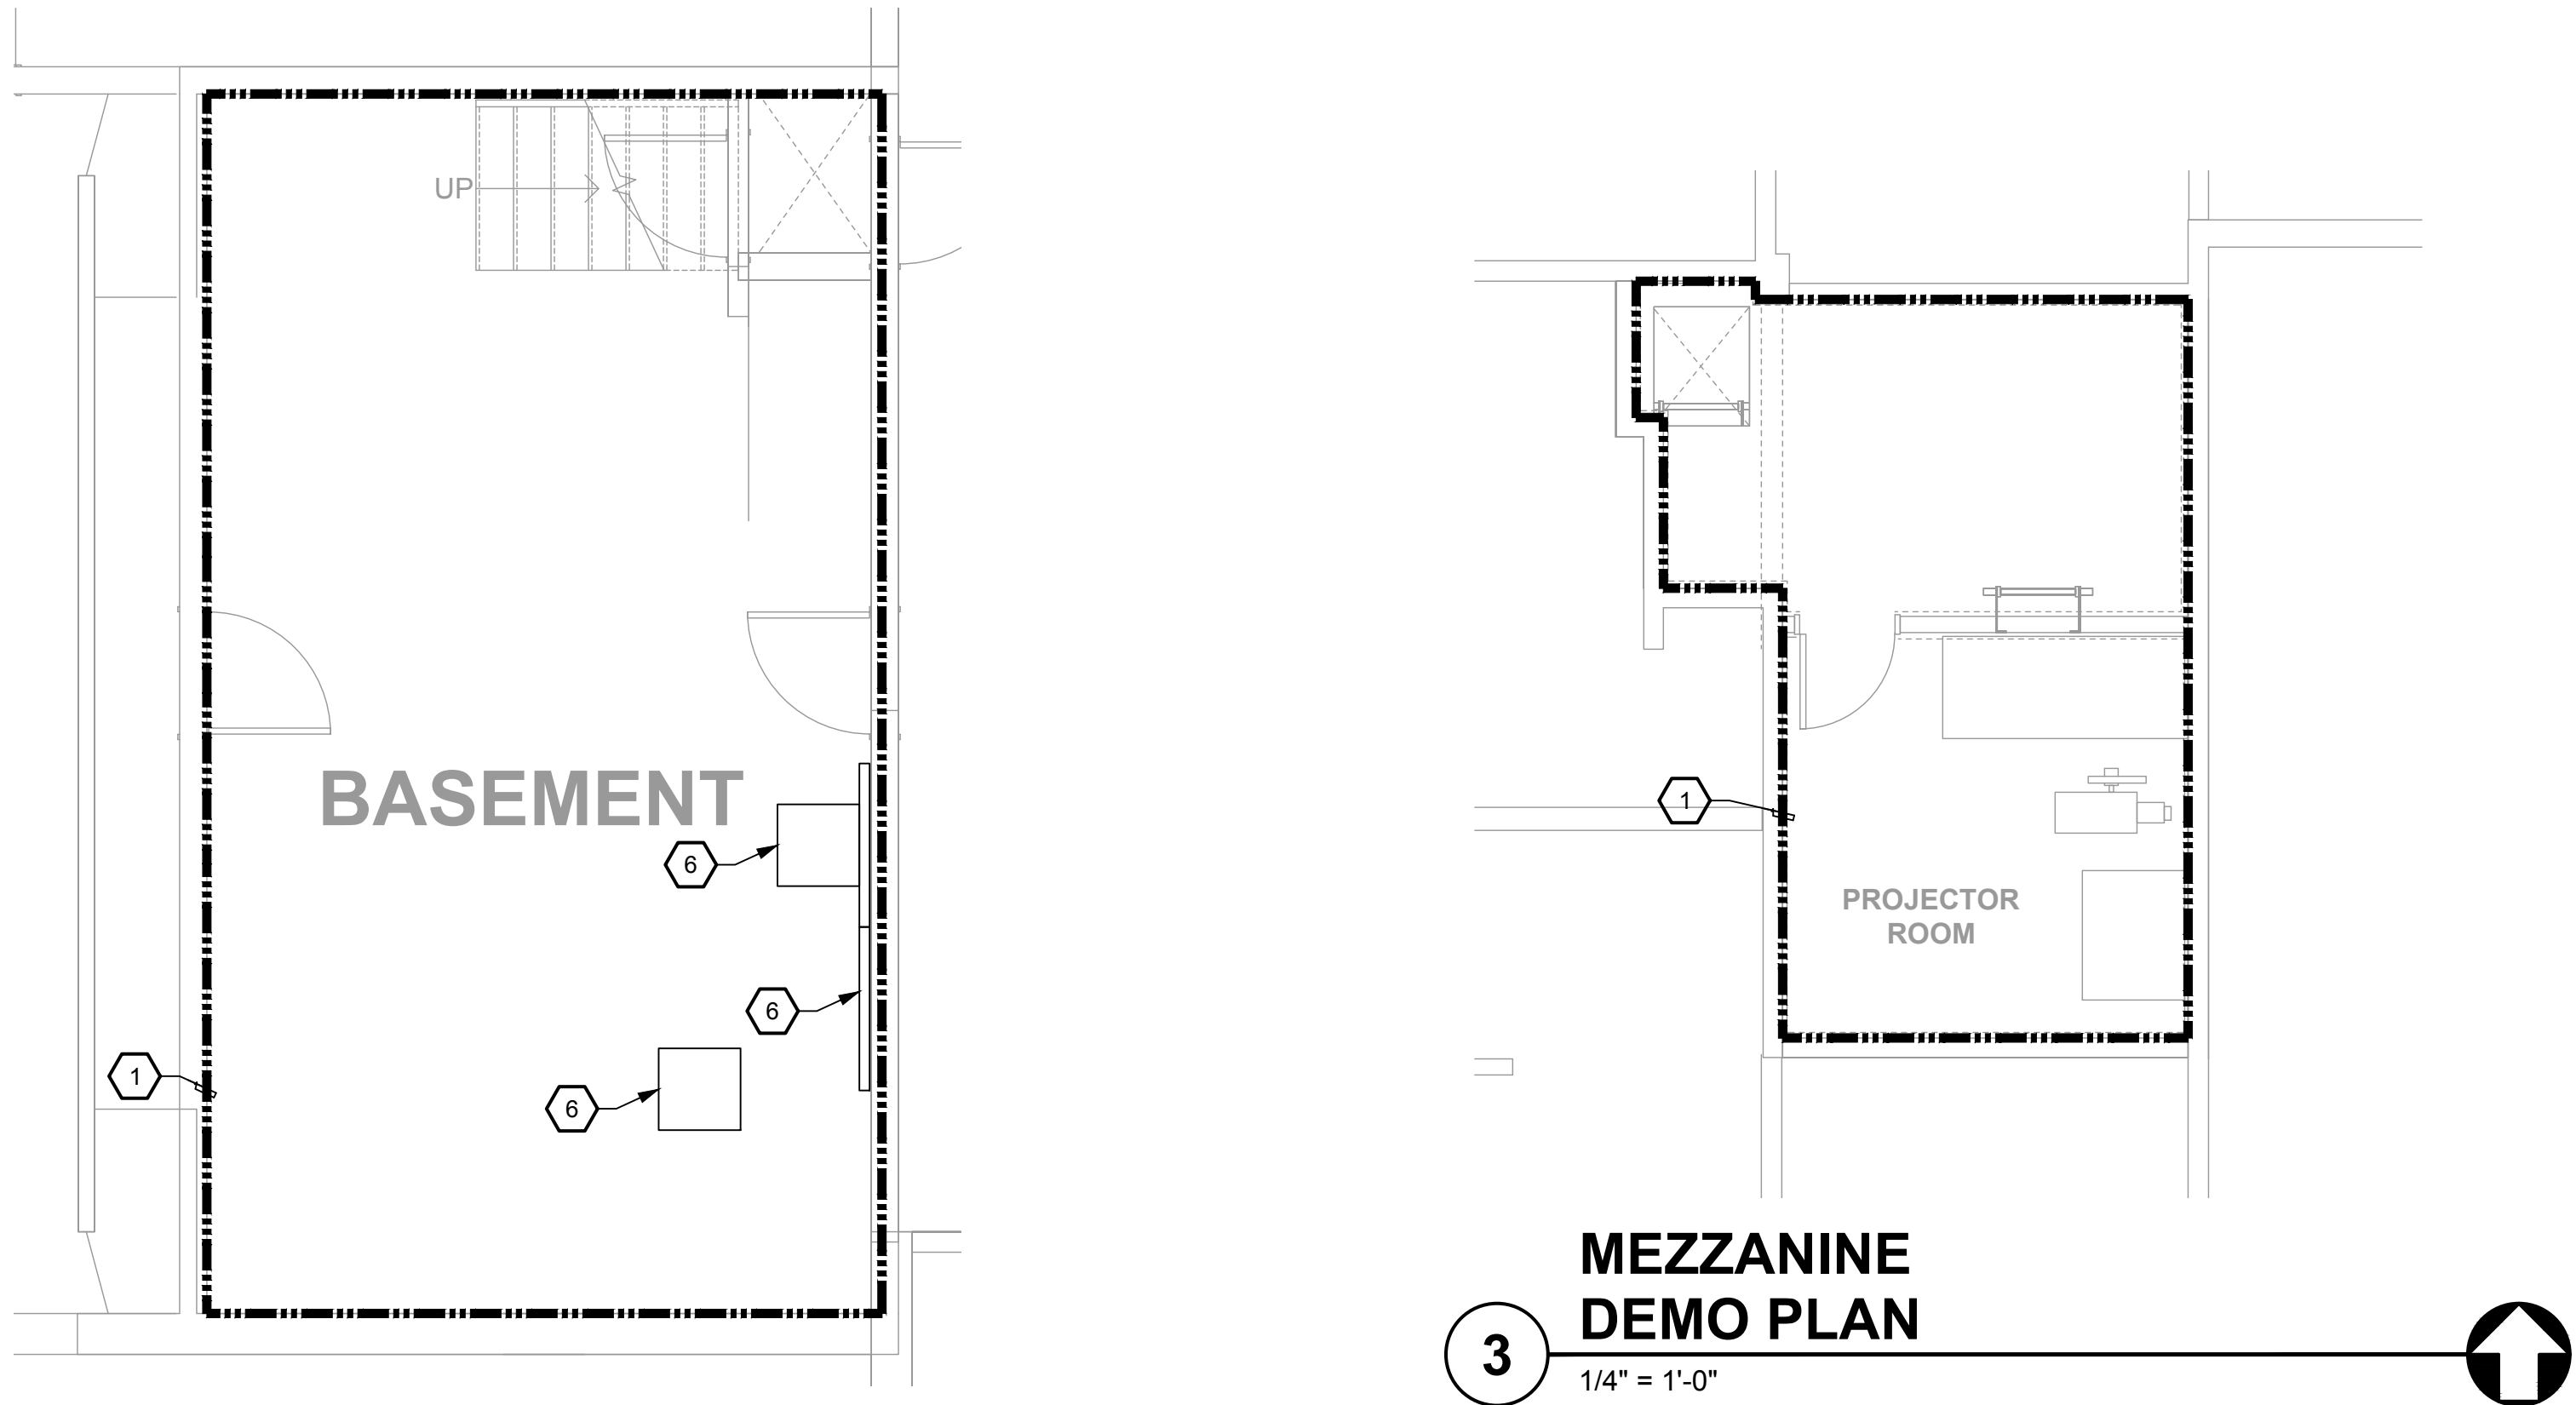 UP
BASEMENT
6
6
1
6
1
PROJECTOR
ROOM
MEZZANINE
DEMO PLAN
3
1/4" = 1'-0"